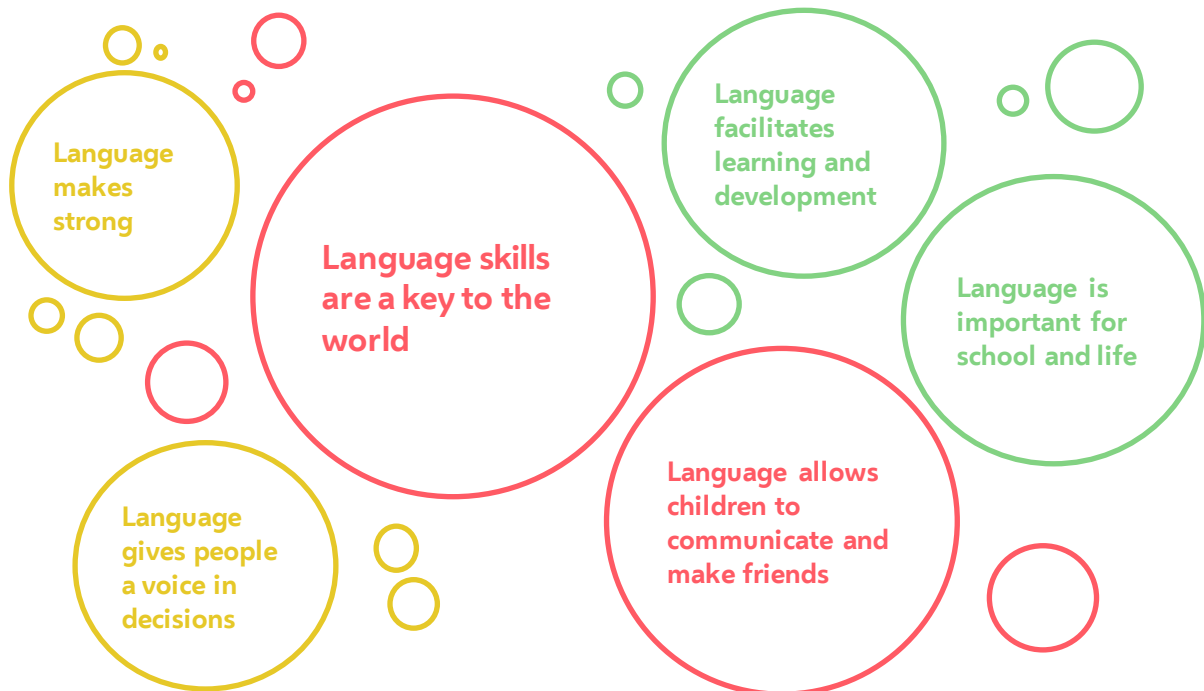 Language
makes
strong
Language skills
are a key to the
world
Language
facilitates
learning and
development
Language is
important for
school and life
Language
gives people
a voice in
decisions
Language allows
children to
communicate and
make friends